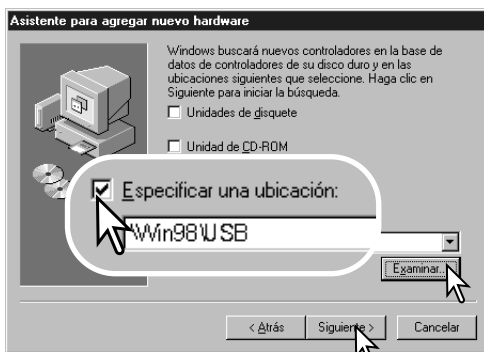 Asistente para agregar nuevo hardware
Windows buscará nuevos controladores en la base de
datos de controladores de su disco duro y en las
ubicaciones siguientes que seleccione. Haga clic en
Siguiente para iniciar la búsqueda.
Unidades de disquete
Unidad de CD-ROM
Especificar una ubicación:
\Win98\USB
Examinar...
< Atrás
Siguiente >
Cancelar